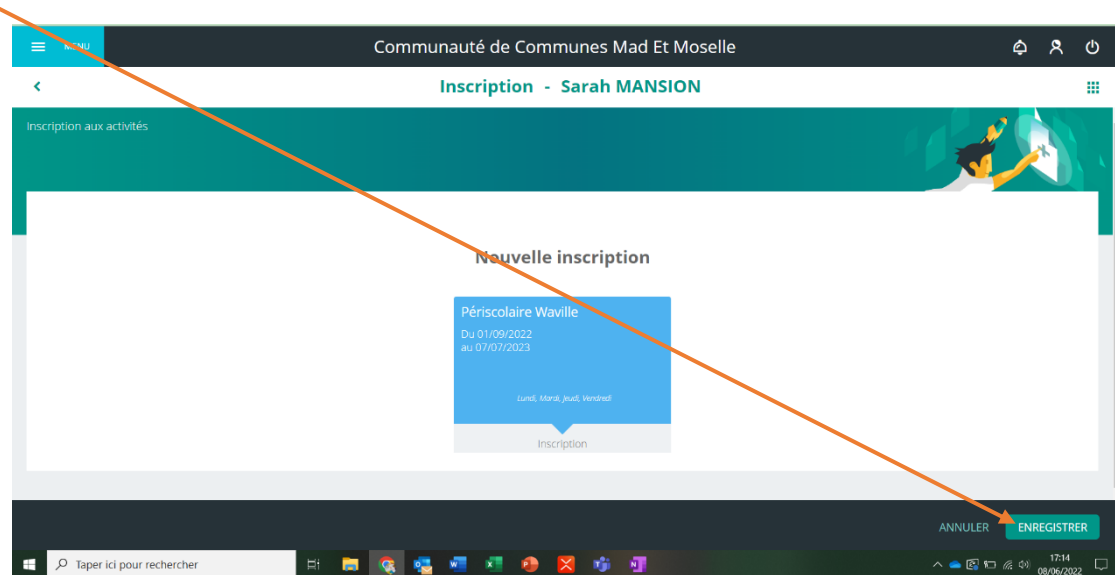 MENU
Communauté de Communes Mad Et Moselle
Inscription - Sarah MANSION
Inscription aux activités
Nouvelle inscription
Périscolaire Waville
Du 01/09/2022
au 07/07/2023
Lundi, Mardi, Jeudi, Vendredi
Inscription
ANNULER
ENREGISTRER
Taper ici pour rechercher
17:14
08/06/2022